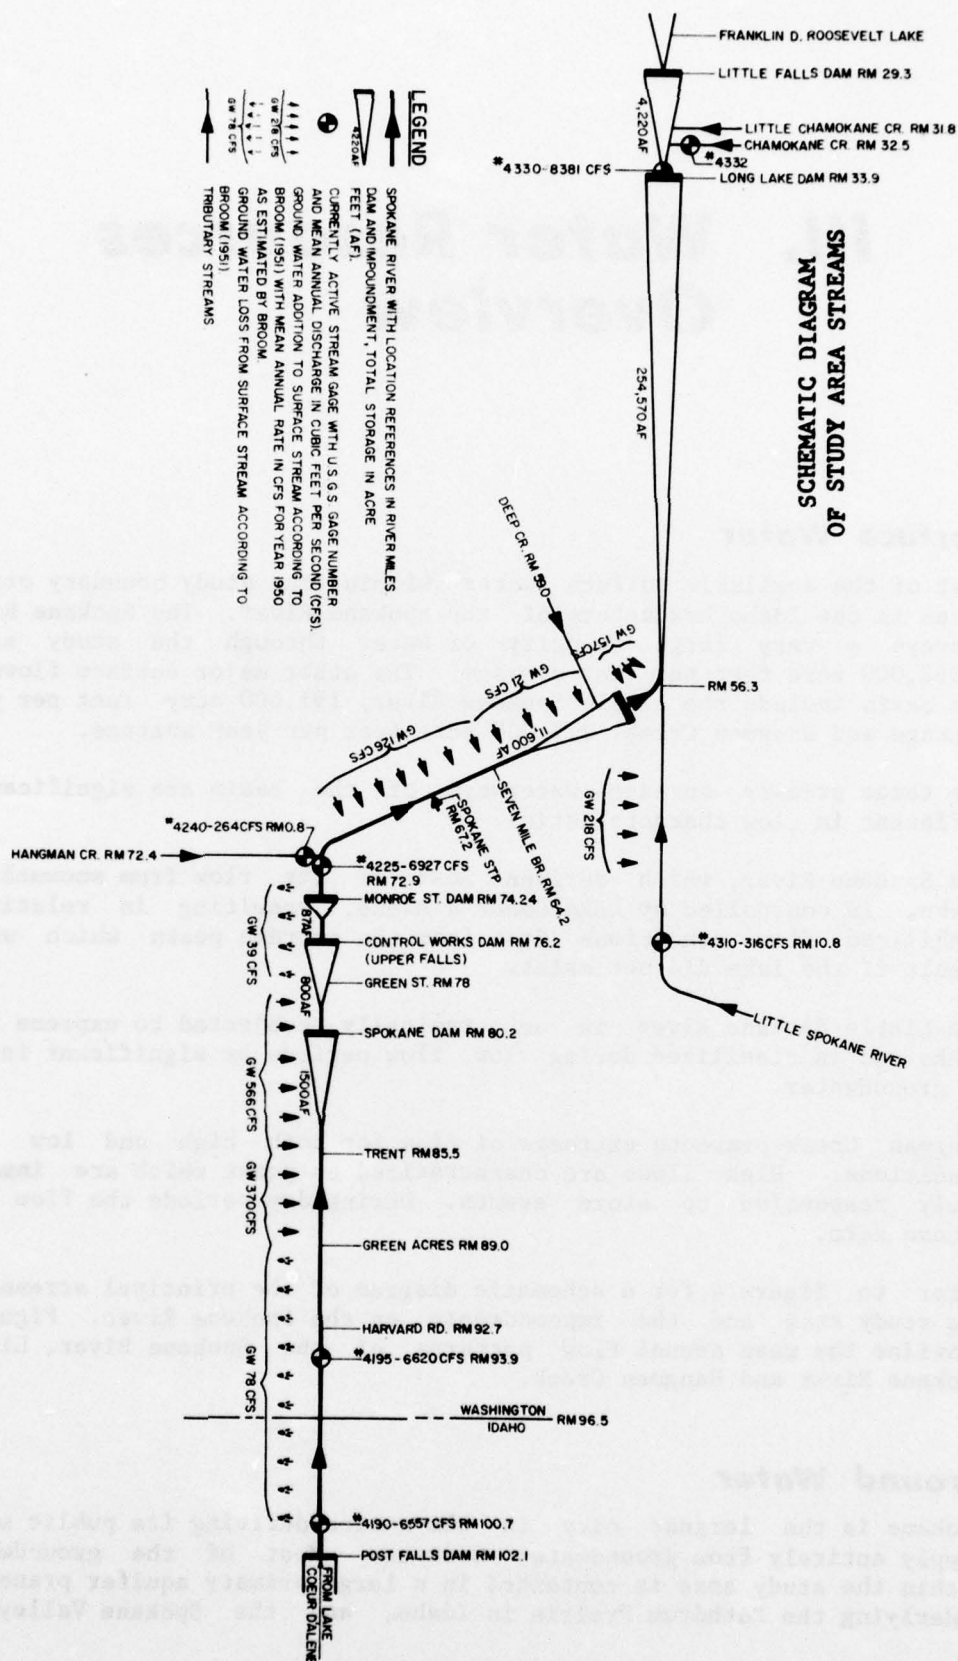 SCHEMATIC DIAGRAM
OF STUDY AREA STREAMS
FRANKLIN D. ROOSEVELT LAKE
LITTLE FALLS DAM RM 29.3
4,220AF
LITTLE CHAMOKANE CR. RM 31.8
CHAMOKANE CR. RM 32.5
#4332
#4330-8381 CFS
LONG LAKE DAM RM 33.9
254,570AF
DEEP CR. RM 59.0
GW 157CFS
RM 56.3
GW 21 CFS
11,600AF
GW 126 CFS
SEVEN MILE BR. RM 64.2
SPOKANE STP
RM 67.2
GW 218 CFS
#4310-316CFS RM 10.8
LITTLE SPOKANE RIVER
#4240-264CFS RM0.8
HANGMAN CR. RM 72.4
#4225-6927 CFS
RM 72.9
MONROE ST. DAM RM 74.24
787AF
GW 39 CFS
CONTROL WORKS DAM RM 76.2
(UPPER FALLS)
GREEN ST. RM 78
800AF
SPOKANE DAM RM 80.2
GW 566 CFS
1500AF
TRENT RM 85.5
GW 370 CFS
GREEN ACRES RM 89.0
HARVARD RD. RM 92.7
#4195-6620 CFS RM 93.9
GW 78 CFS
WASHINGTON
IDAHO
RM 96.5
#4190-6557CFS RM 100.7
POST FALLS DAM RM 102.1
FROM LAKE
COEUR D'ALENE
LEGEND
SPOKANE RIVER WITH LOCATION REFERENCES IN RIVER MILES.
4220AF
DAM AND IMPOUNDMENT, TOTAL STORAGE IN ACRE
FEET (AF).
CURRENTLY ACTIVE STREAM GAGE WITH U.S.G.S. GAGE NUMBER
AND MEAN ANNUAL DISCHARGE IN CUBIC FEET PER SECOND (CFS).
GW 218 CFS
GROUND WATER ADDITION TO SURFACE STREAM ACCORDING TO
BROOM (1951) WITH MEAN ANNUAL RATE IN CFS FOR YEAR 1950
AS ESTIMATED BY BROOM.
GW 78 CFS
GROUND WATER LOSS FROM SURFACE STREAM ACCORDING TO
BROOM (1951).
TRIBUTARY STREAMS.